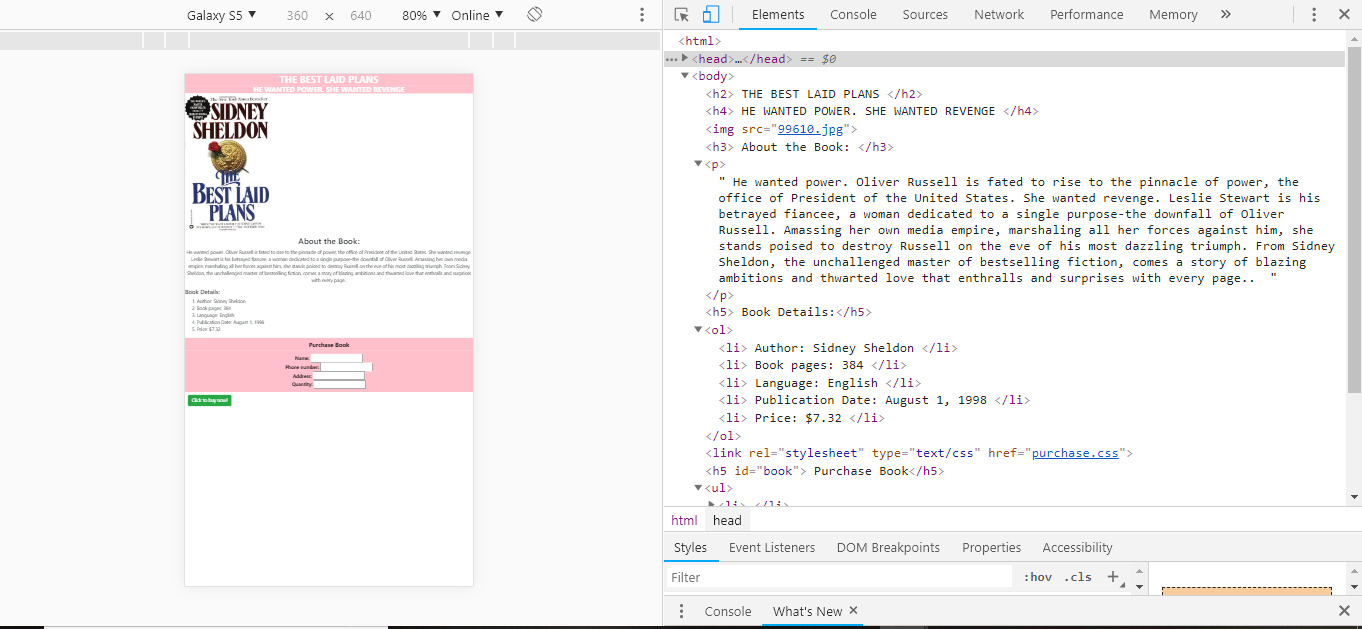 Galaxy S5 ▼ 360 × 640 80% ▼ Online ▼
Elements Console Sources Network Performance Memory »
THE BEST LAID PLANS
HE WANTED POWER. SHE WANTED REVENGE
SIDNEY
SHELDON
THE
BEST LAID
PLANS
About the Book:
He wanted power. Oliver Russell is fated to rise to the pinnacle of power, the office of President of the United States. She wanted revenge.
Leslie Stewart is his betrayed fiancee, a woman dedicated to a single purpose-the downfall of Oliver Russell. Amassing her own media
empire, marshaling all her forces against him, she stands poised to destroy Russell on the eve of his most dazzling triumph. From Sidney
Sheldon, the unchallenged master of bestselling fiction, comes a story of blazing ambitions and thwarted love that enthralls and surprises
with every page..
Book Details:
1. Author: Sidney Sheldon
2. Book pages: 384
3. Language: English
4. Publication Date: August 1, 1998
5. Price: $7.32
Purchase Book
Name:
Phone number:
Address:
Quantity:
Click to buy now!
<html>
<head>…</head> == $0
<body>
<h2> THE BEST LAID PLANS </h2>
<h4> HE WANTED POWER. SHE WANTED REVENGE </h4>
<img src="99610.jpg">
<h3> About the Book: </h3>
<p>
" He wanted power. Oliver Russell is fated to rise to the pinnacle of power, the
office of President of the United States. She wanted revenge. Leslie Stewart is his
betrayed fiancee, a woman dedicated to a single purpose-the downfall of Oliver
Russell. Amassing her own media empire, marshaling all her forces against him, she
stands poised to destroy Russell on the eve of his most dazzling triumph. From Sidney
Sheldon, the unchallenged master of bestselling fiction, comes a story of blazing
ambitions and thwarted love that enthralls and surprises with every page.. "
</p>
<h5> Book Details:</h5>
<ol>
<li> Author: Sidney Sheldon </li>
<li> Book pages: 384 </li>
<li> Language: English </li>
<li> Publication Date: August 1, 1998 </li>
<li> Price: $7.32 </li>
</ol>
<link rel="stylesheet" type="text/css" href="purchase.css">
<h5 id="book"> Purchase Book</h5>
<ul>
<li> </li>
html head
Styles Event Listeners DOM Breakpoints Properties Accessibility
Filter :hov .cls +
Console What's New ×